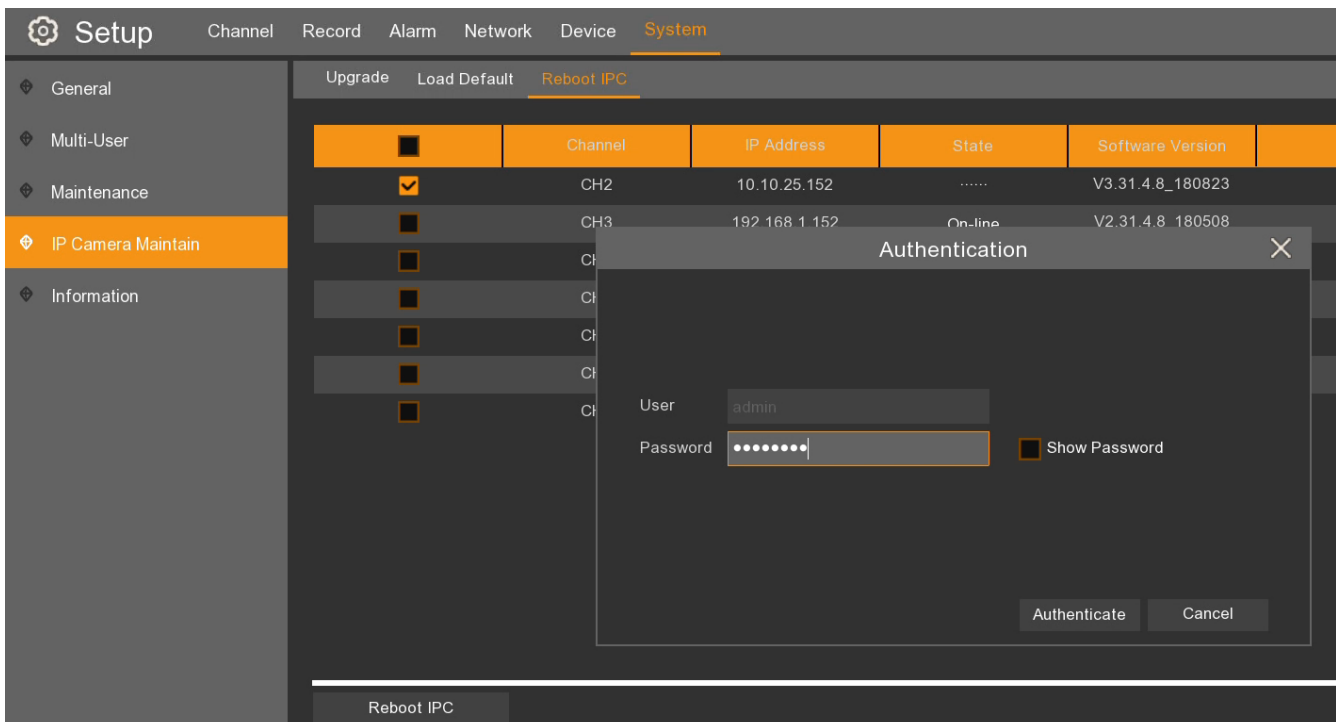 Setup Channel Record Alarm Network Device System
General
Multi-User
Maintenance
IP Camera Maintain
Information
Upgrade Load Default Reboot IPC
Channel IP Address State Software Version
CH2 10.10.25.152 ...... V3.31.4.8_180823
CH3 192.168.1.152 On-line V2.31.4.8_180508
Authentication
User admin
Password ●●●●●●●● Show Password
Authenticate Cancel
Reboot IPC